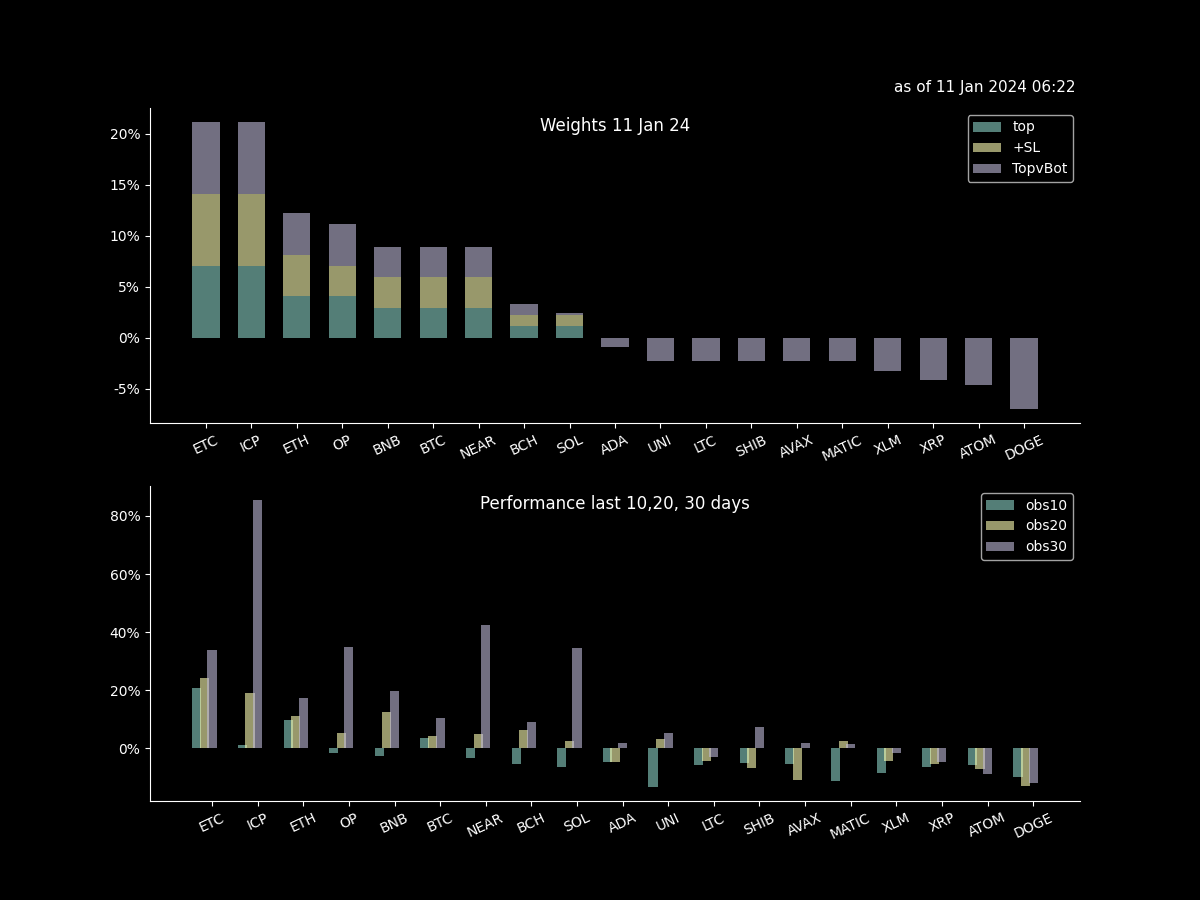 as of 11 Jan 2024 06:22
Weights 11 Jan 24
top
+SL
TopvBot
20%
15%
10%
5%
0%
-5%
ETC ICP ETH OP BNB BTC NEAR BCH SOL ADA UNI LTC SHIB AVAX MATIC XLM XRP ATOM DOGE
Performance last 10,20, 30 days
obs10
obs20
obs30
80%
60%
40%
20%
0%
ETC ICP ETH OP BNB BTC NEAR BCH SOL ADA UNI LTC SHIB AVAX MATIC XLM XRP ATOM DOGE